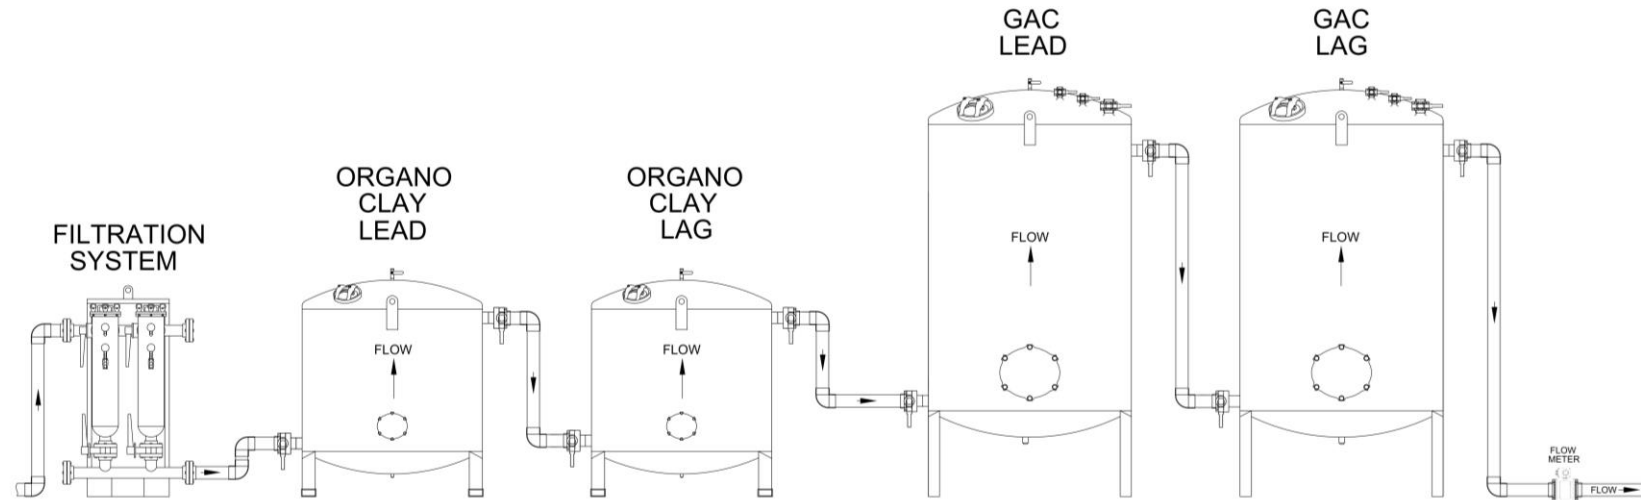 FILTRATION
SYSTEM
ORGANO
CLAY
LEAD
FLOW
ORGANO
CLAY
LAG
FLOW
GAC
LEAD
FLOW
GAC
LAG
FLOW
FLOW
METER
FLOW